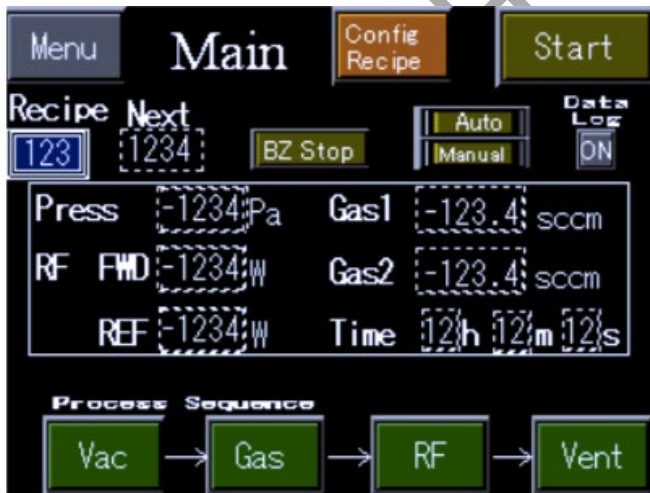 Menu Main Config Recipe Start
Recipe Next Data Log
123 1234 BZ Stop Auto Manual ON
Press -1234 Pa Gas1 -123.4 sccm
RF FWD -1234 W Gas2 -123.4 sccm
REF -1234 W Time 12 h 12 m 12 s
Process Sequence
Vac → Gas → RF → Vent